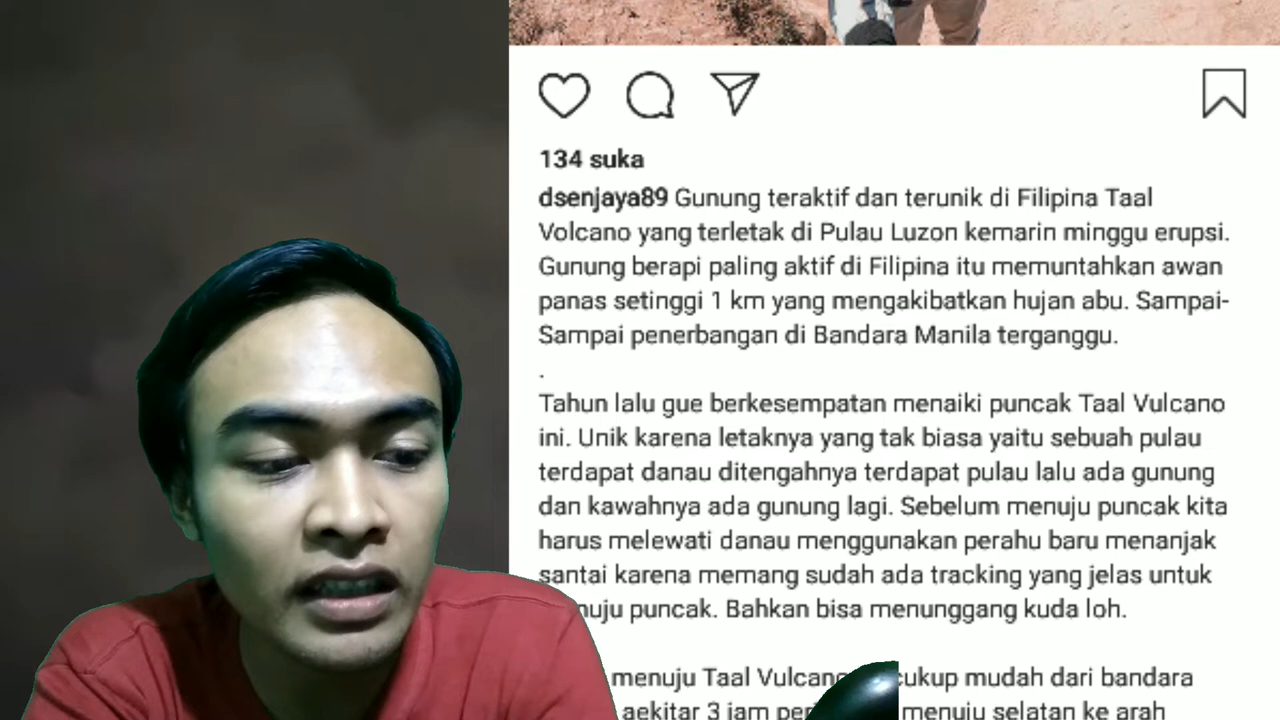 134 suka
dsenjaya89 Gunung teraktif dan terunik di Filipina Taal
Volcano yang terletak di Pulau Luzon kemarin minggu erupsi.
Gunung berapi paling aktif di Filipina itu memuntahkan awan
panas setinggi 1 km yang mengakibatkan hujan abu. Sampai-
Sampai penerbangan di Bandara Manila terganggu.
.
Tahun lalu gue berkesempatan menaiki puncak Taal Vulcano
ini. Unik karena letaknya yang tak biasa yaitu sebuah pulau
terdapat danau ditengahnya terdapat pulau lalu ada gunung
dan kawahnya ada gunung lagi. Sebelum menuju puncak kita
harus melewati danau menggunakan perahu baru menanjak
santai karena memang sudah ada tracking yang jelas untuk
puncak. Bahkan bisa menunggang kuda loh.
menuju Taal Vulcano cukup mudah dari bandara
aekitar 3 jam menuju selatan ke arah